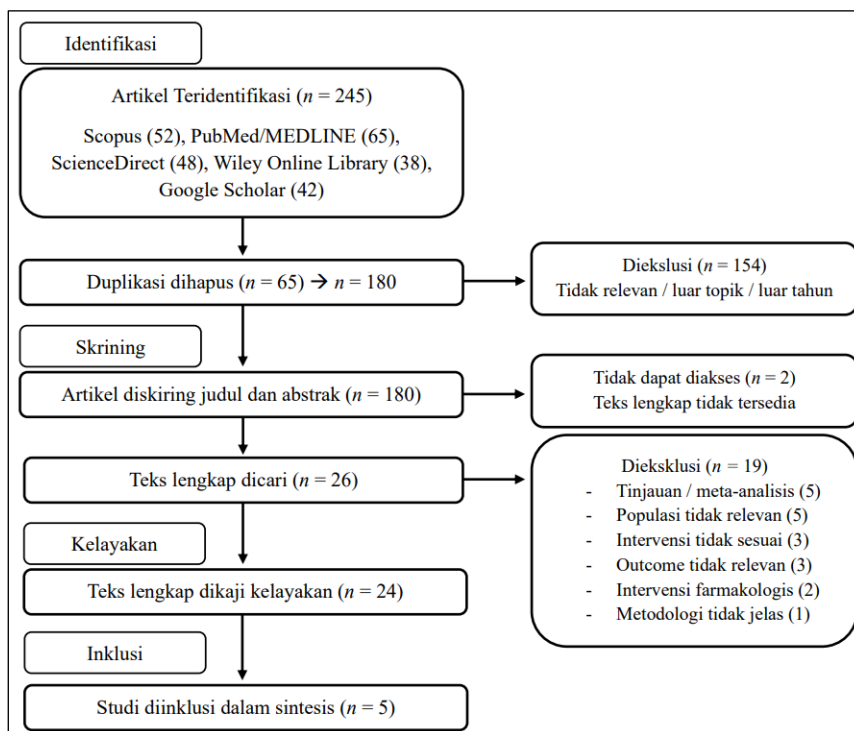 Identifikasi
Artikel Teridentifikasi (n = 245)
Scopus (52), PubMed/MEDLINE (65),
ScienceDirect (48), Wiley Online Library (38),
Google Scholar (42)
Duplikasi dihapus (n = 65) → n = 180
Diekslusi (n = 154)
Tidak relevan / luar topik / luar tahun
Skrining
Artikel diskiring judul dan abstrak (n = 180)
Tidak dapat diakses (n = 2)
Teks lengkap tidak tersedia
Teks lengkap dicari (n = 26)
Dieksklusi (n = 19)
- Tinjauan / meta-analisis (5)
- Populasi tidak relevan (5)
- Intervensi tidak sesuai (3)
- Outcome tidak relevan (3)
- Intervensi farmakologis (2)
- Metodologi tidak jelas (1)
Kelayakan
Teks lengkap dikaji kelayakan (n = 24)
Inklusi
Studi diinklusi dalam sintesis (n = 5)